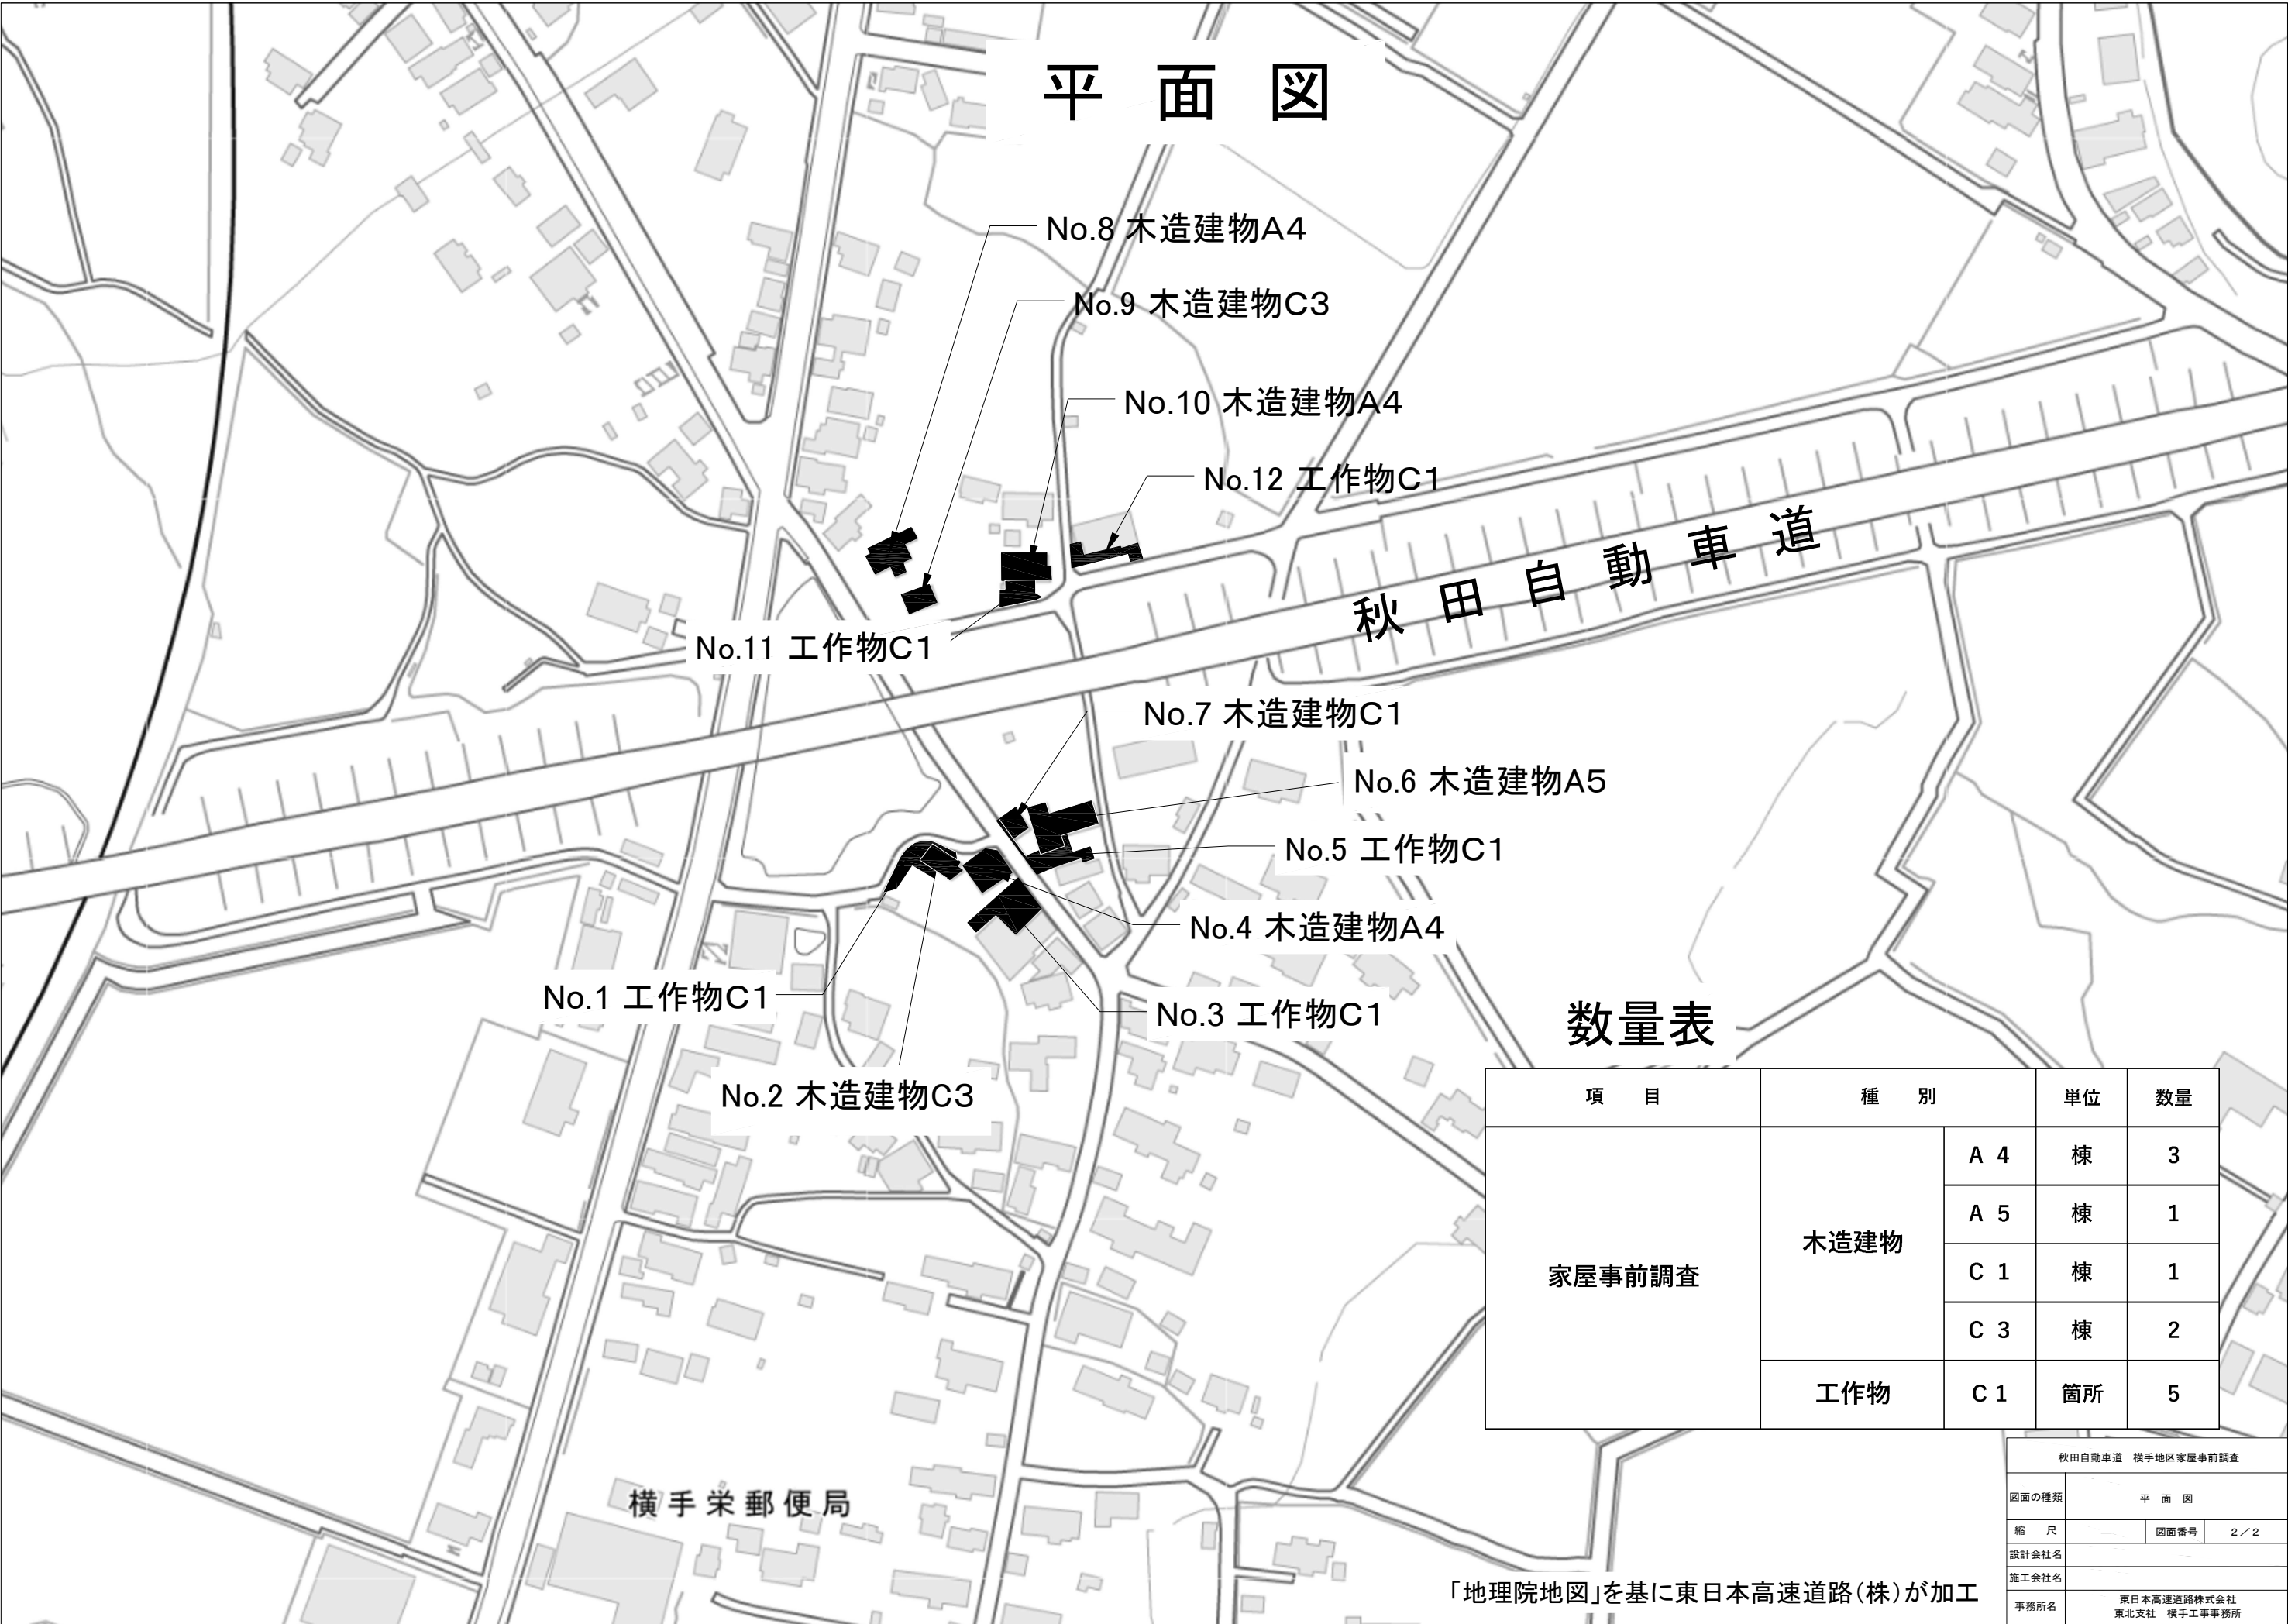 平 面 図
No.8 木造建物A4
No.9 木造建物C3
No.10 木造建物A4
No.12 工作物C1
秋田自動車道
No.11 工作物C1
No.7 木造建物C1
No.6 木造建物A5
No.5 工作物C1
No.4 木造建物A4
No.1 工作物C1
No.3 工作物C1
No.2 木造建物C3
数量表
項 目 種 別 単位 数量
家屋事前調査 木造建物 A 4 棟 3
A 5 棟 1
C 1 棟 1
C 3 棟 2
工作物 C 1 箇所 5
横手栄郵便局
「地理院地図」を基に東日本高速道路(株)が加工
秋田自動車道 横手地区家屋事前調査
図面の種類 平 面 図
縮 尺 — 図面番号 2/2
設計会社名
施工会社名
事務所名 東日本高速道路株式会社
東北支社 横手工事事務所